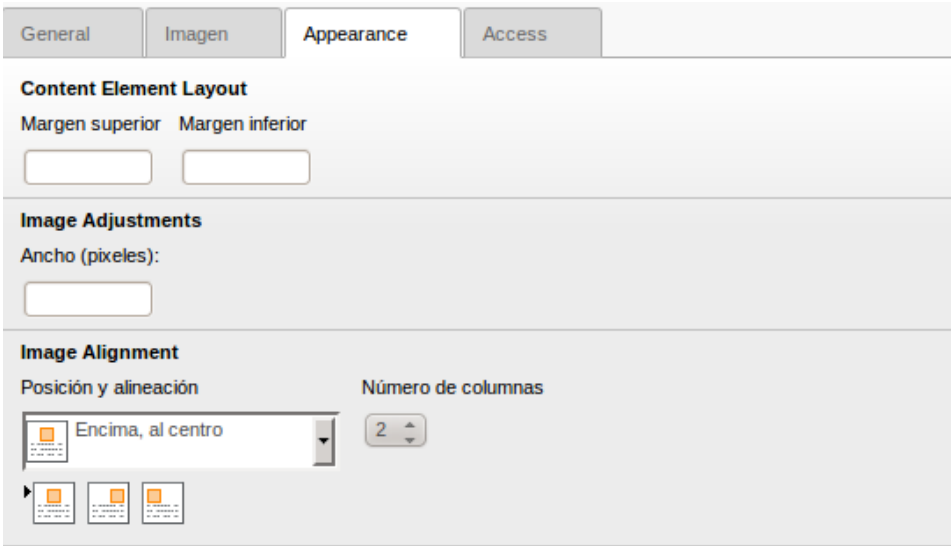 General Imagen Appearance Access
Content Element Layout
Margen superior Margen inferior
Image Adjustments
Ancho (pixeles):
Image Alignment
Posición y alineación Número de columnas
Encima, al centro 2